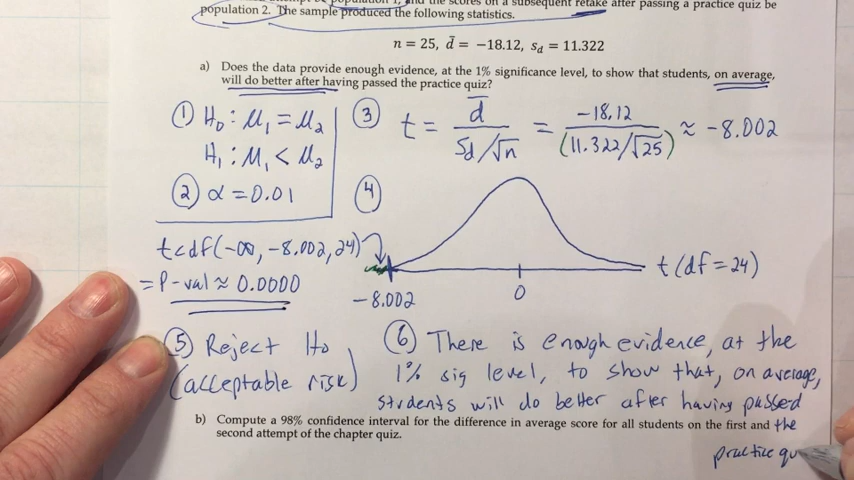 population 2. The sample produced the following statistics.
n = 25, d̄ = −18.12, s_d = 11.322
a) Does the data provide enough evidence, at the 1% significance level, to show that students, on average,
will do better after having passed the practice quiz?
① H₀ : μ₁ = μ₂
H₁ : μ₁ < μ₂
② α = 0.01
③ t = d̄ / (Sd/√n) = −18.12 / (11.322/√25) ≈ −8.002
④
tcdf(−∞, −8.002, 24)
= P-val ≈ 0.0000
−8.002
0
t (df = 24)
⑤ Reject Ho
(acceptable risk)
⑥ There is enough evidence, at the
1% sig level, to show that, on average,
students will do better after having passed
the
practice qu
b) Compute a 98% confidence interval for the difference in average score for all students on the first and
second attempt of the chapter quiz.